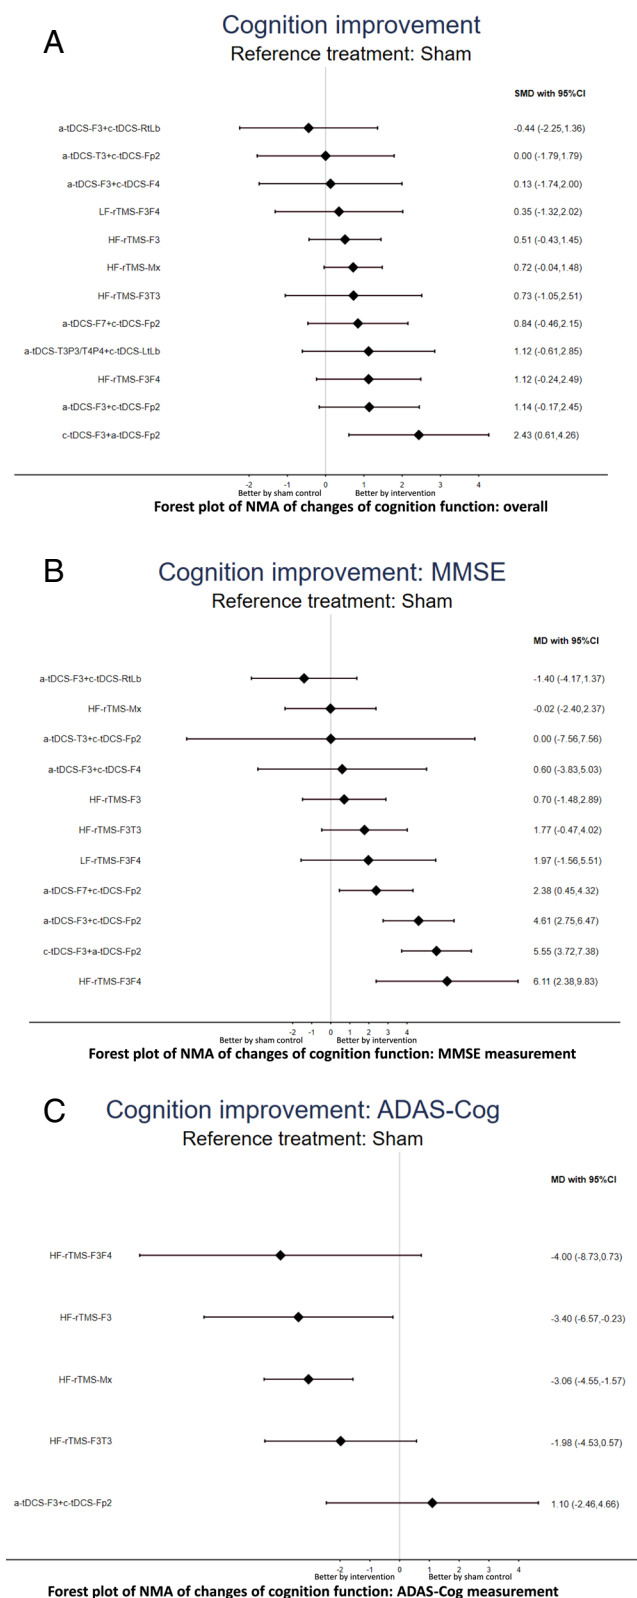 A
Cognition improvement
Reference treatment: Sham
SMD with 95%CI
a-tDCS-F3+c-tDCS-RtLb -0.44 (-2.25,1.36)
a-tDCS-T3+c-tDCS-Fp2 0.00 (-1.79,1.79)
a-tDCS-F3+c-tDCS-F4 0.13 (-1.74,2.00)
LF-rTMS-F3F4 0.35 (-1.32,2.02)
HF-rTMS-F3 0.51 (-0.43,1.45)
HF-rTMS-Mx 0.72 (-0.04,1.48)
HF-rTMS-F3T3 0.73 (-1.05,2.51)
a-tDCS-F7+c-tDCS-Fp2 0.84 (-0.46,2.15)
a-tDCS-T3P3/T4P4+c-tDCS-LtLb 1.12 (-0.61,2.85)
HF-rTMS-F3F4 1.12 (-0.24,2.49)
a-tDCS-F3+c-tDCS-Fp2 1.14 (-0.17,2.45)
c-tDCS-F3+a-tDCS-Fp2 2.43 (0.61,4.26)
-2 -1 0 1 2 3 4
Better by sham control Better by intervention
Forest plot of NMA of changes of cognition function: overall
B
Cognition improvement: MMSE
Reference treatment: Sham
MD with 95%CI
a-tDCS-F3+c-tDCS-RtLb -1.40 (-4.17,1.37)
HF-rTMS-Mx -0.02 (-2.40,2.37)
a-tDCS-T3+c-tDCS-Fp2 0.00 (-7.56,7.56)
a-tDCS-F3+c-tDCS-F4 0.60 (-3.83,5.03)
HF-rTMS-F3 0.70 (-1.48,2.89)
HF-rTMS-F3T3 1.77 (-0.47,4.02)
LF-rTMS-F3F4 1.97 (-1.56,5.51)
a-tDCS-F7+c-tDCS-Fp2 2.38 (0.45,4.32)
a-tDCS-F3+c-tDCS-Fp2 4.61 (2.75,6.47)
c-tDCS-F3+a-tDCS-Fp2 5.55 (3.72,7.38)
HF-rTMS-F3F4 6.11 (2.38,9.83)
-2 -1 0 1 2 3 4
Better by sham control Better by intervention
Forest plot of NMA of changes of cognition function: MMSE measurement
C
Cognition improvement: ADAS-Cog
Reference treatment: Sham
MD with 95%CI
HF-rTMS-F3F4 -4.00 (-8.73,0.73)
HF-rTMS-F3 -3.40 (-6.57,-0.23)
HF-rTMS-Mx -3.06 (-4.55,-1.57)
HF-rTMS-F3T3 -1.98 (-4.53,0.57)
a-tDCS-F3+c-tDCS-Fp2 1.10 (-2.46,4.66)
-2 -1 0 1 2 3 4
Better by intervention Better by sham control
Forest plot of NMA of changes of cognition function: ADAS-Cog measurement